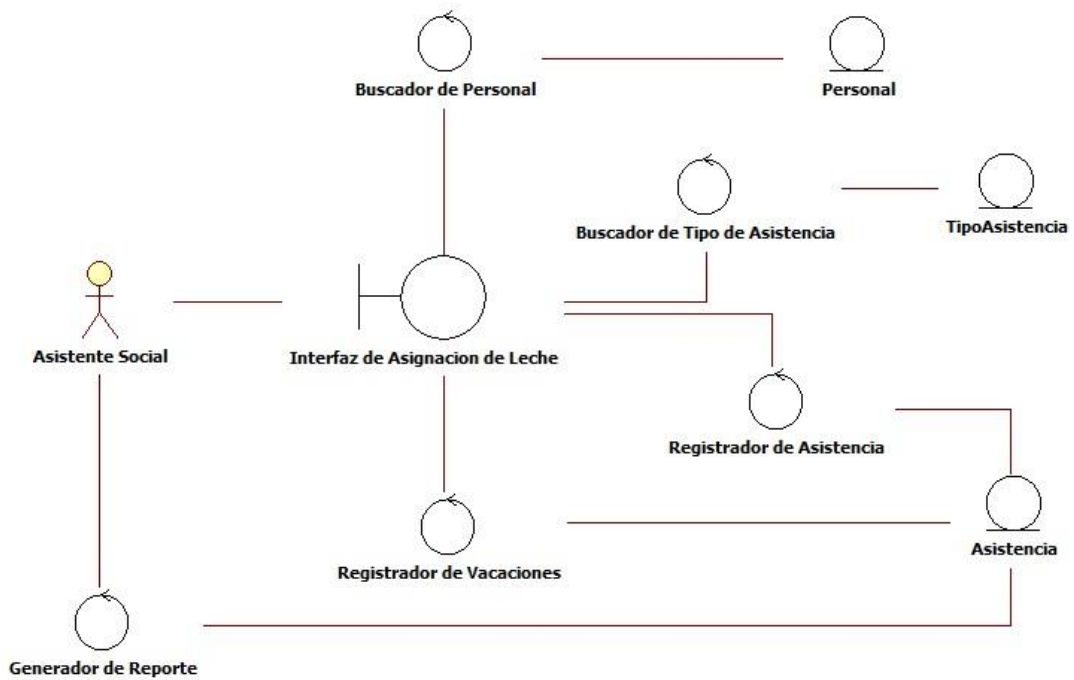 Buscador de Personal
Personal
Buscador de Tipo de Asistencia
TipoAsistencia
Asistente Social
Interfaz de Asignacion de Leche
Registrador de Asistencia
Asistencia
Registrador de Vacaciones
Generador de Reporte